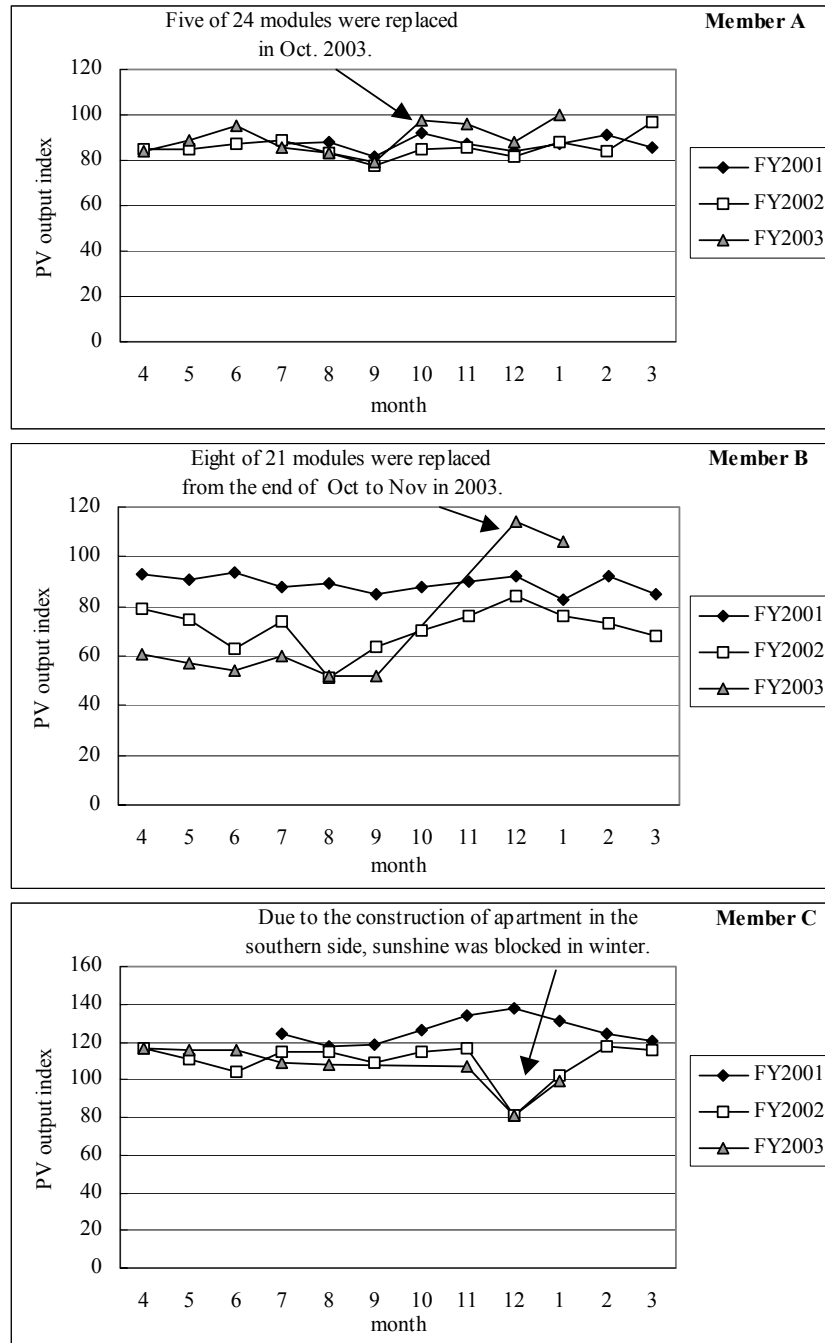 Five of 24 modules were replaced
in Oct. 2003.
Member A
PV output index
120
100
80
60
40
20
0
4 5 6 7 8 9 10 11 12 1 2 3
month
FY2001
FY2002
FY2003
Eight of 21 modules were replaced
from the end of Oct to Nov in 2003.
Member B
PV output index
120
100
80
60
40
20
0
4 5 6 7 8 9 10 11 12 1 2 3
month
FY2001
FY2002
FY2003
Due to the construction of apartment in the
southern side, sunshine was blocked in winter.
Member C
PV output index
160
140
120
100
80
60
40
20
0
4 5 6 7 8 9 10 11 12 1 2 3
month
FY2001
FY2002
FY2003